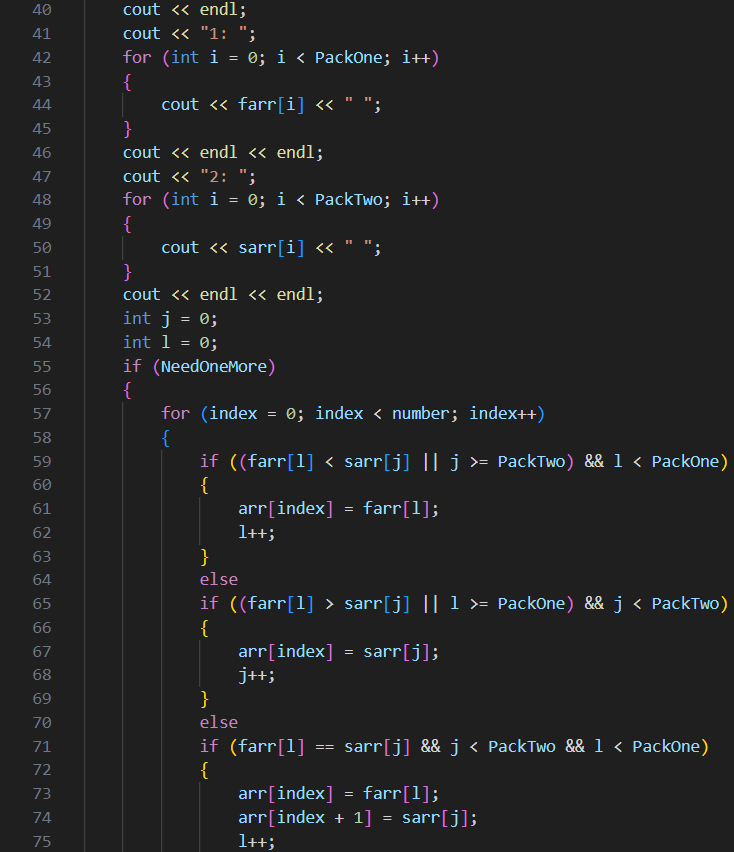 40 cout << endl;
41 cout << "1: ";
42 for (int i = 0; i < PackOne; i++)
43 {
44 cout << farr[i] << " ";
45 }
46 cout << endl << endl;
47 cout << "2: ";
48 for (int i = 0; i < PackTwo; i++)
49 {
50 cout << sarr[i] << " ";
51 }
52 cout << endl << endl;
53 int j = 0;
54 int l = 0;
55 if (NeedOneMore)
56 {
57 for (index = 0; index < number; index++)
58 {
59 if ((farr[l] < sarr[j] || j >= PackTwo) && l < PackOne)
60 {
61 arr[index] = farr[l];
62 l++;
63 }
64 else
65 if ((farr[l] > sarr[j] || l >= PackOne) && j < PackTwo)
66 {
67 arr[index] = sarr[j];
68 j++;
69 }
70 else
71 if (farr[l] == sarr[j] && j < PackTwo && l < PackOne)
72 {
73 arr[index] = farr[l];
74 arr[index + 1] = sarr[j];
75 l++;